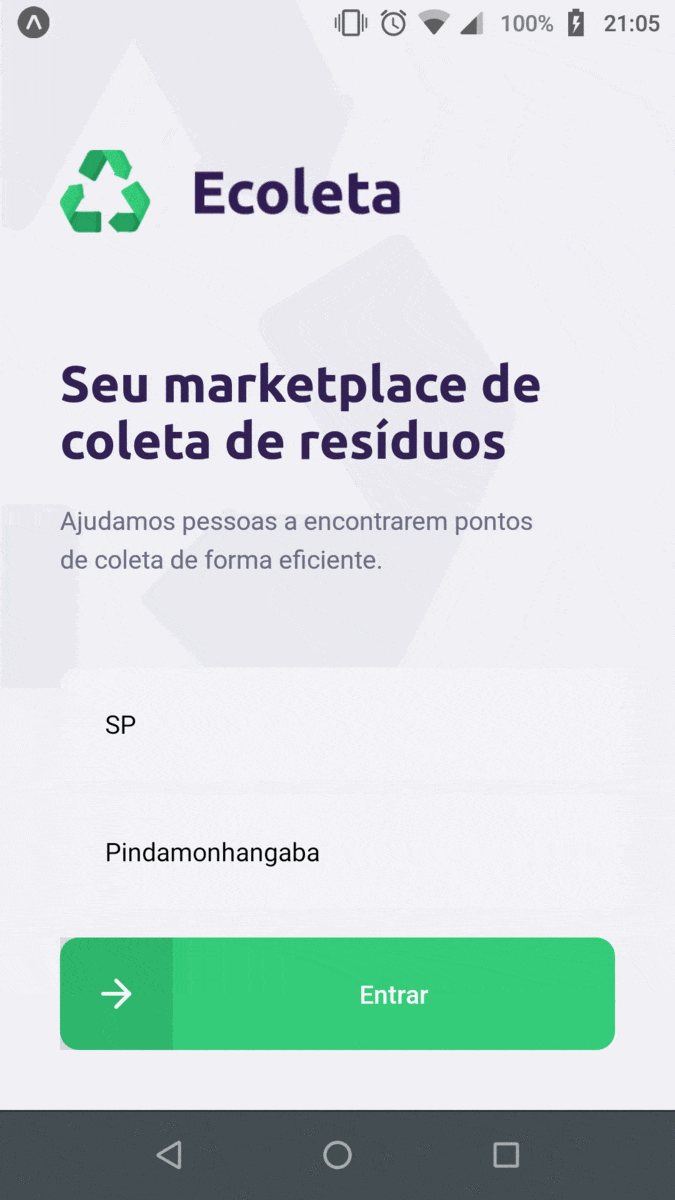 100% 21:05
Ecoleta
Seu marketplace de
coleta de resíduos
Ajudamos pessoas a encontrarem pontos
de coleta de forma eficiente.
SP
Pindamonhangaba
Entrar